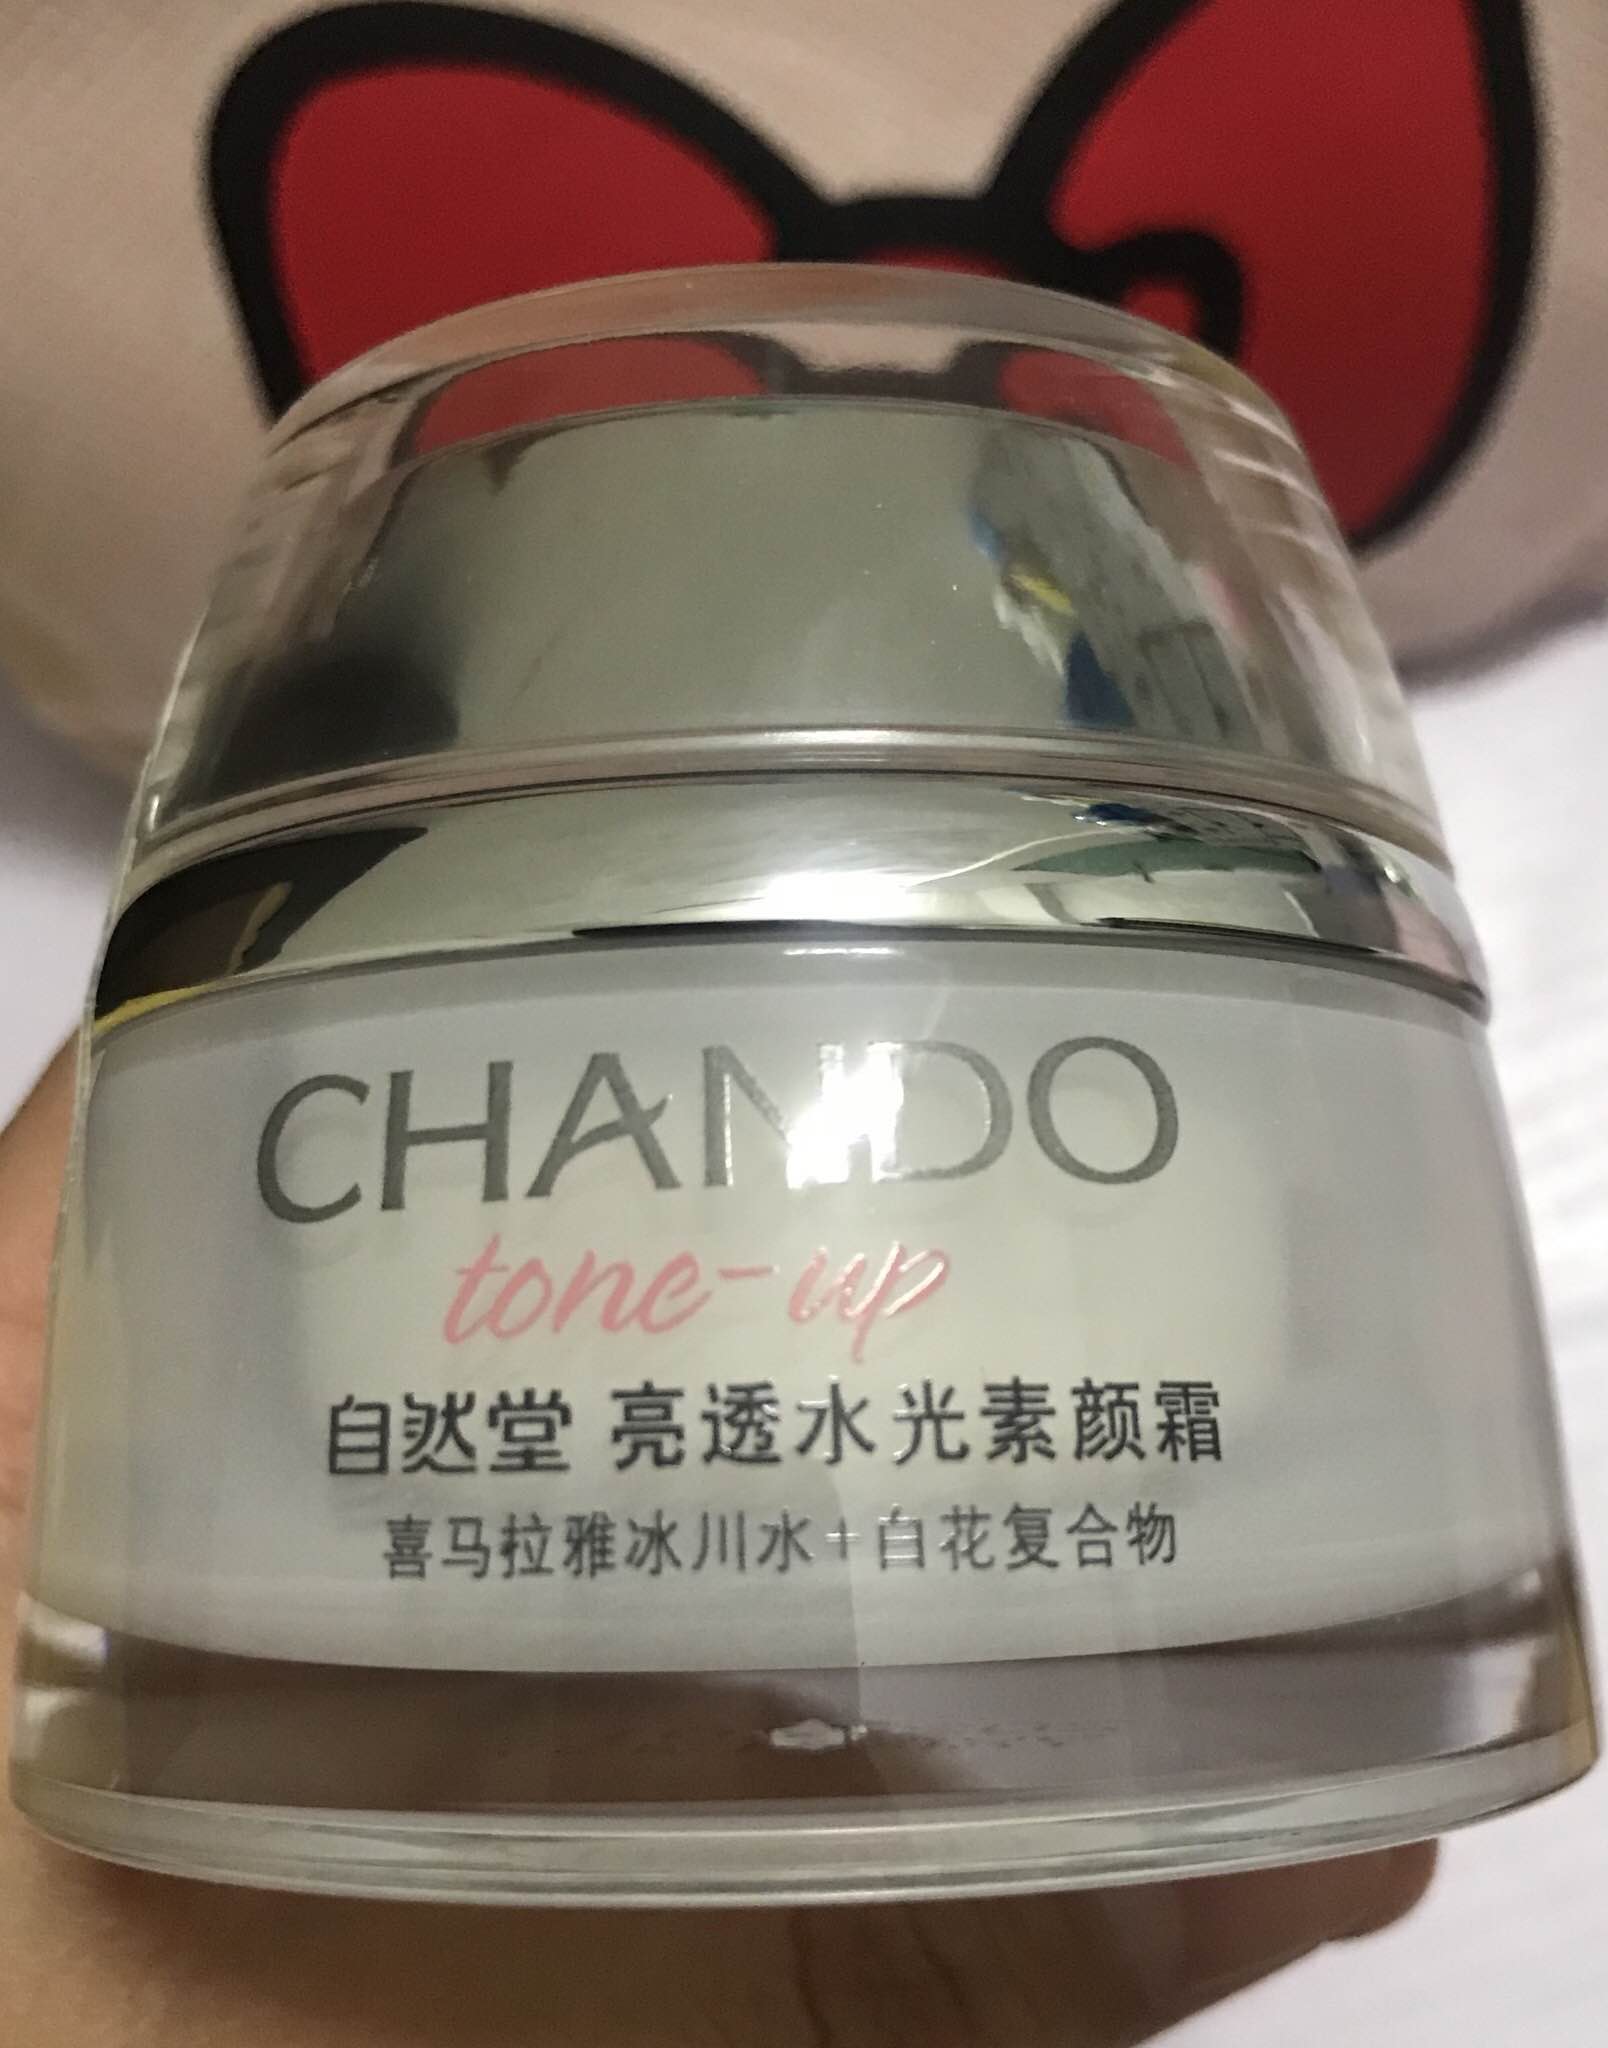 CHANDO
tone-up
自然堂 亮透水光素颜霜
喜马拉雅冰川水+白花复合物